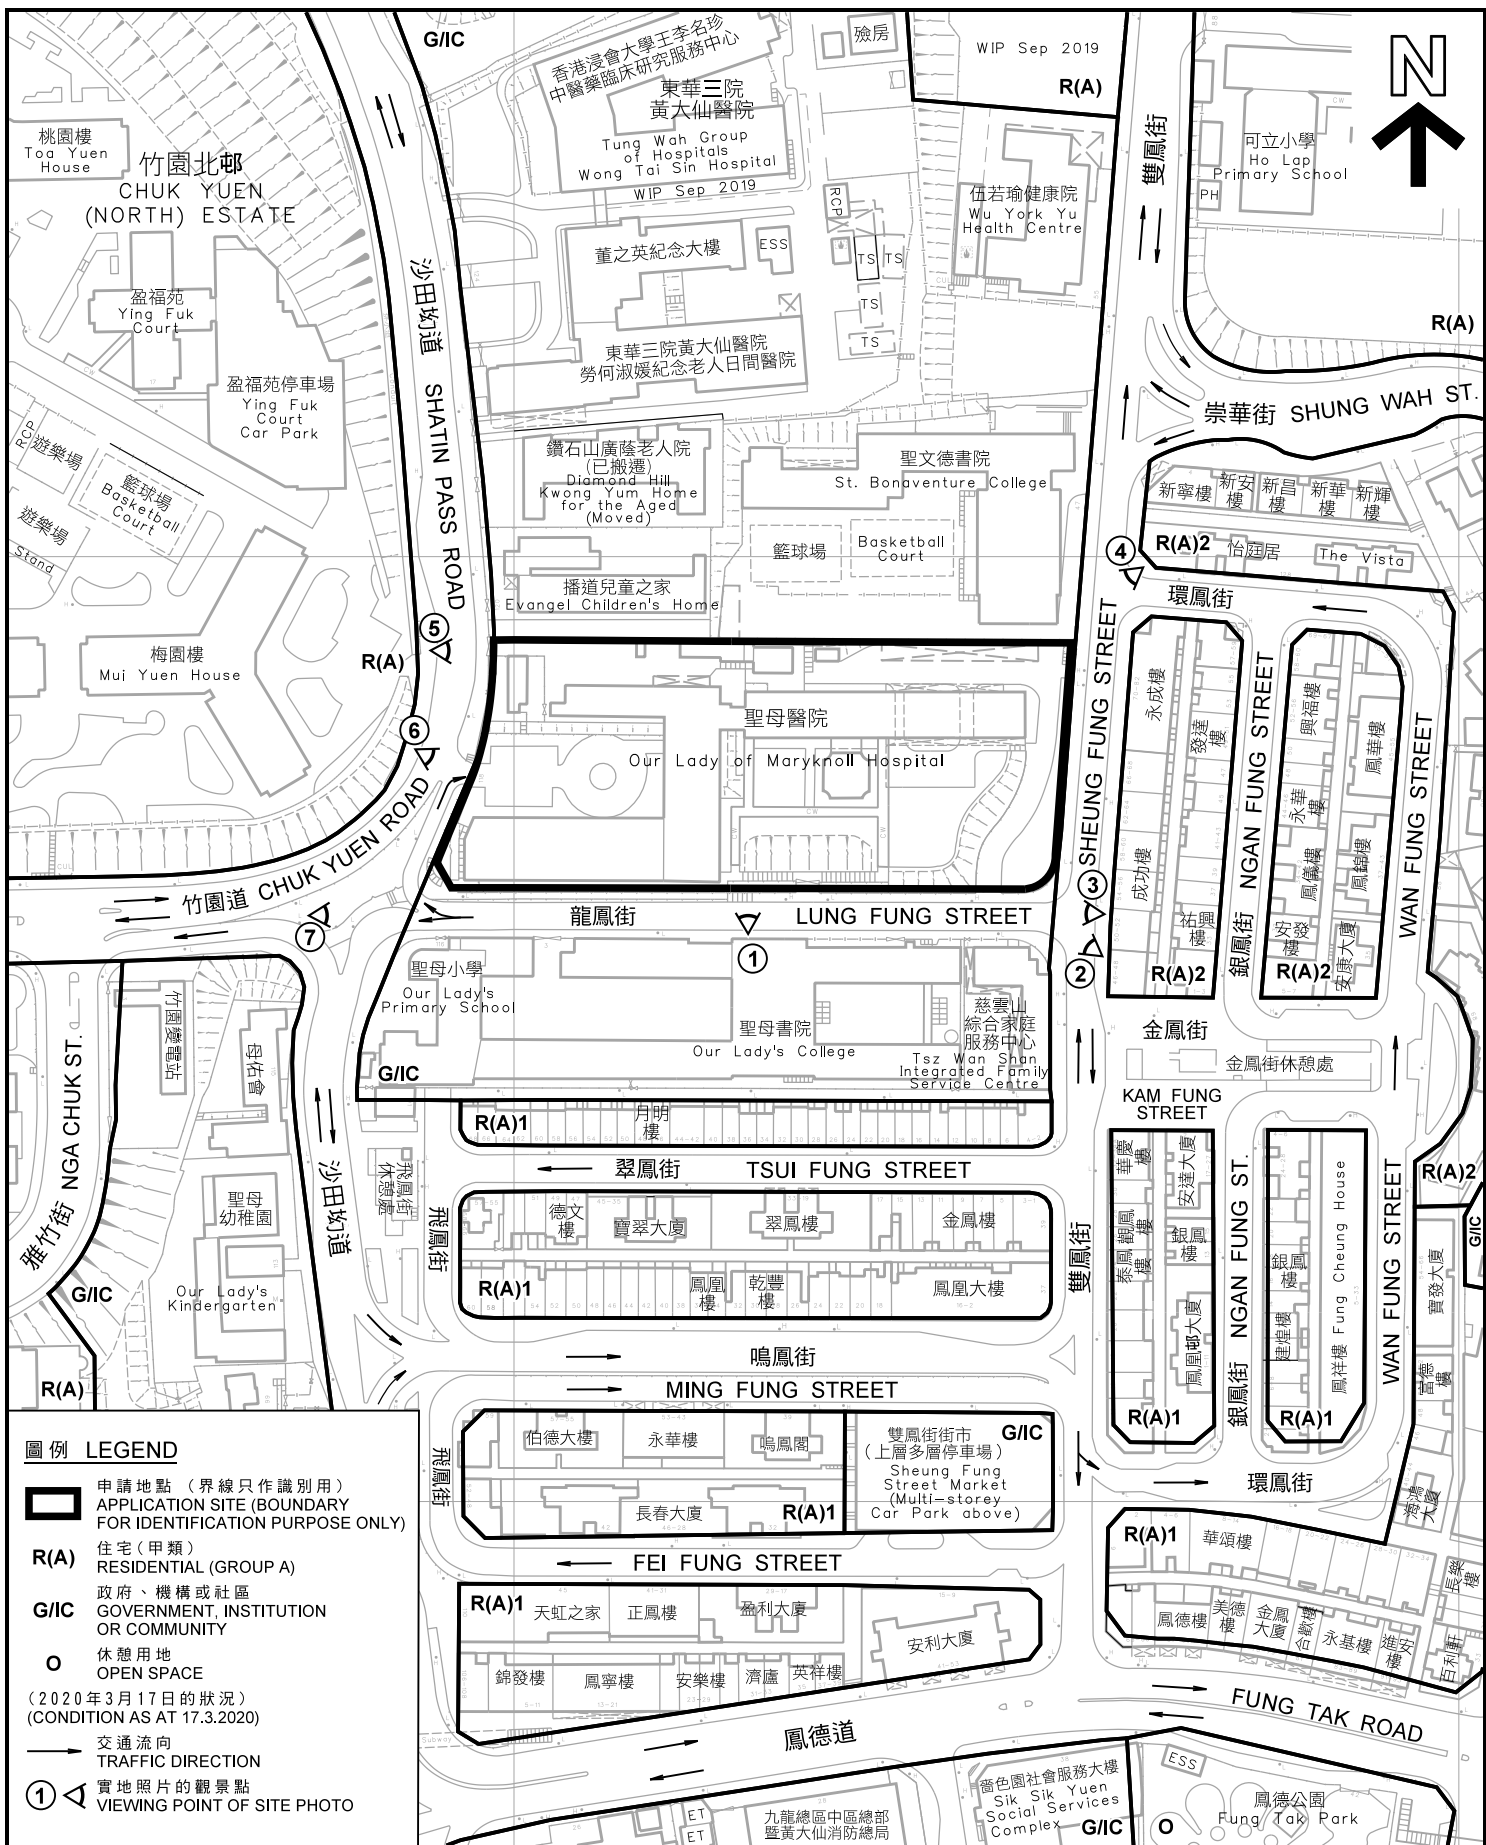 G/IC
香港浸會大學王李名珍
中醫藥臨床研究服務中心
東華三院
黃大仙醫院
Tung Wah Group
of Hospitals
Wong Tai Sin Hospital
WIP Sep 2019
殮房
WIP Sep 2019
R(A)
N
雙鳳街
可立小學
Ho Lap
Primary School
PH
R(A)
桃園樓
Toa Yuen
House
竹園北邨
CHUK YUEN
(NORTH) ESTATE
盈福苑
Ying Fuk
Court
盈福苑停車場
Ying Fuk
Court
Car Park
沙田坳道
SHATIN PASS ROAD
董之英紀念大樓
ESS
RCP
TS
TS
TS
TS
伍若瑜健康院
Wu York Yu
Health Centre
東華三院黃大仙醫院
勞何淑媛紀念老人日間醫院
崇華街 SHUNG WAH ST.
RCP
遊樂場
籃球場
Basketball
Court
遊樂場
Stand
鑽石山廣蔭老人院
(已搬遷)
Diamond Hill
Kwong Yum Home
for the Aged
(Moved)
聖文德書院
St. Bonaventure College
籃球場
Basketball
Court
播道兒童之家
Evangel Children's Home
新寧樓
新安樓
新昌樓
新華樓
新輝樓
R(A)2
怡庭居
The Vista
4
環鳳街
5
R(A)
梅園樓
Mui Yuen House
6
聖母醫院
Our Lady of Maryknoll Hospital
SHEUNG FUNG STREET
永成樓
發達樓
成功樓
祐興樓
R(A)2
NGAN FUNG STREET
銀鳳街
興福樓
鳳華樓
永華樓
鳳儀樓
鳳錦樓
安發樓
安康大廈
R(A)2
WAN FUNG STREET
CUL
竹園道 CHUK YUEN ROAD
7
龍鳳街
LUNG FUNG STREET
1
3
2
聖母小學
Our Lady's
Primary School
聖母書院
Our Lady's College
慈雲山
綜合家庭
服務中心
Tsz Wan Shan
Integrated Family
Service Centre
G/IC
金鳳街
金鳳街休憩處
KAM FUNG
STREET
竹園變電站
母佑會
雅竹街 NGA CHUK ST.
R(A)1
月明樓
翠鳳街
TSUI FUNG STREET
沙田坳道
飛鳳街
休憩處
聖母
幼稚園
Our Lady's
Kindergarten
G/IC
R(A)
飛鳳街
德文樓
寶翠大廈
翠鳳樓
金鳳樓
R(A)1
鳳凰樓
乾豐樓
鳳凰大樓
雙鳳街
華慶樓
安達大廈
觀鳳樓
泰鳳樓
銀鳳樓
鳳凰邨大廈
R(A)1
NGAN FUNG ST.
銀鳳街
銀鳳樓
建煌樓
鳳祥樓 Fung Cheung House
R(A)1
WAN FUNG STREET
R(A)2
G/IC
寶發大廈
富德樓
鳴鳳街
MING FUNG STREET
飛鳳街
伯德大樓
永華樓
鳴鳳閣
長春大廈
R(A)1
雙鳳街街市
(上層多層停車場)
G/IC
Sheung Fung
Street Market
(Multi-storey
Car Park above)
環鳳街
海鴻大廈
FEI FUNG STREET
R(A)1
天虹之家
正鳳樓
盈利大廈
安利大廈
錦發樓
鳳寧樓
安樂樓
濟廬
英祥樓
R(A)1
華頌樓
鳳德樓
美德樓
金鳳大廈
合歡樓
永基樓
進安樓
長樂樓
百利軒
Subway
鳳德道
FUNG TAK ROAD
ET
ET
九龍總區中區總部
暨黃大仙消防總局
嗇色園社會服務大樓
Sik Sik Yuen
Social Services
Complex
G/IC
O
ESS
鳳德公園
Fung Tak Park
圖例 LEGEND
申請地點 (界線只作識別用)
APPLICATION SITE (BOUNDARY
FOR IDENTIFICATION PURPOSE ONLY)
R(A) 住宅(甲類)
RESIDENTIAL (GROUP A)
G/IC 政府、機構或社區
GOVERNMENT, INSTITUTION
OR COMMUNITY
O 休憩用地
OPEN SPACE
(2020年3月17日的狀況)
(CONDITION AS AT 17.3.2020)
交通流向
TRAFFIC DIRECTION
1 實地照片的觀景點
VIEWING POINT OF SITE PHOTO